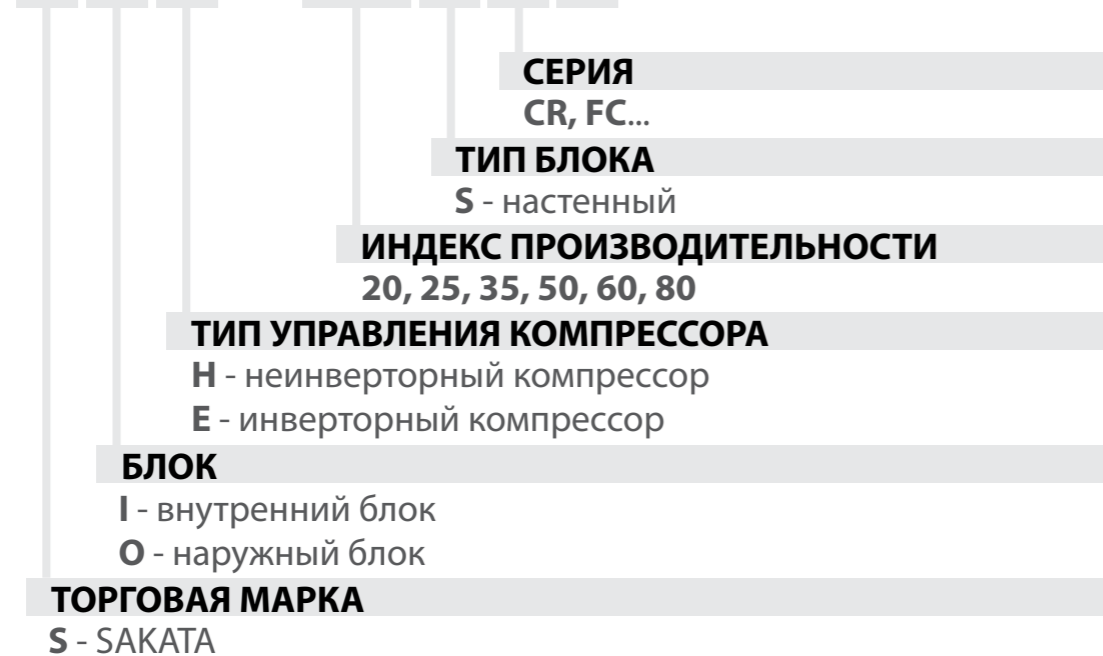 СЕРИЯ
CR, FC...
ТИП БЛОКА
S - настенный
ИНДЕКС ПРОИЗВОДИТЕЛЬНОСТИ
20, 25, 35, 50, 60, 80
ТИП УПРАВЛЕНИЯ КОМПРЕССОРА
H - неинверторный компрессор
E - инверторный компрессор
БЛОК
I - внутренний блок
O - наружный блок
ТОРГОВАЯ МАРКА
S - SAKATA